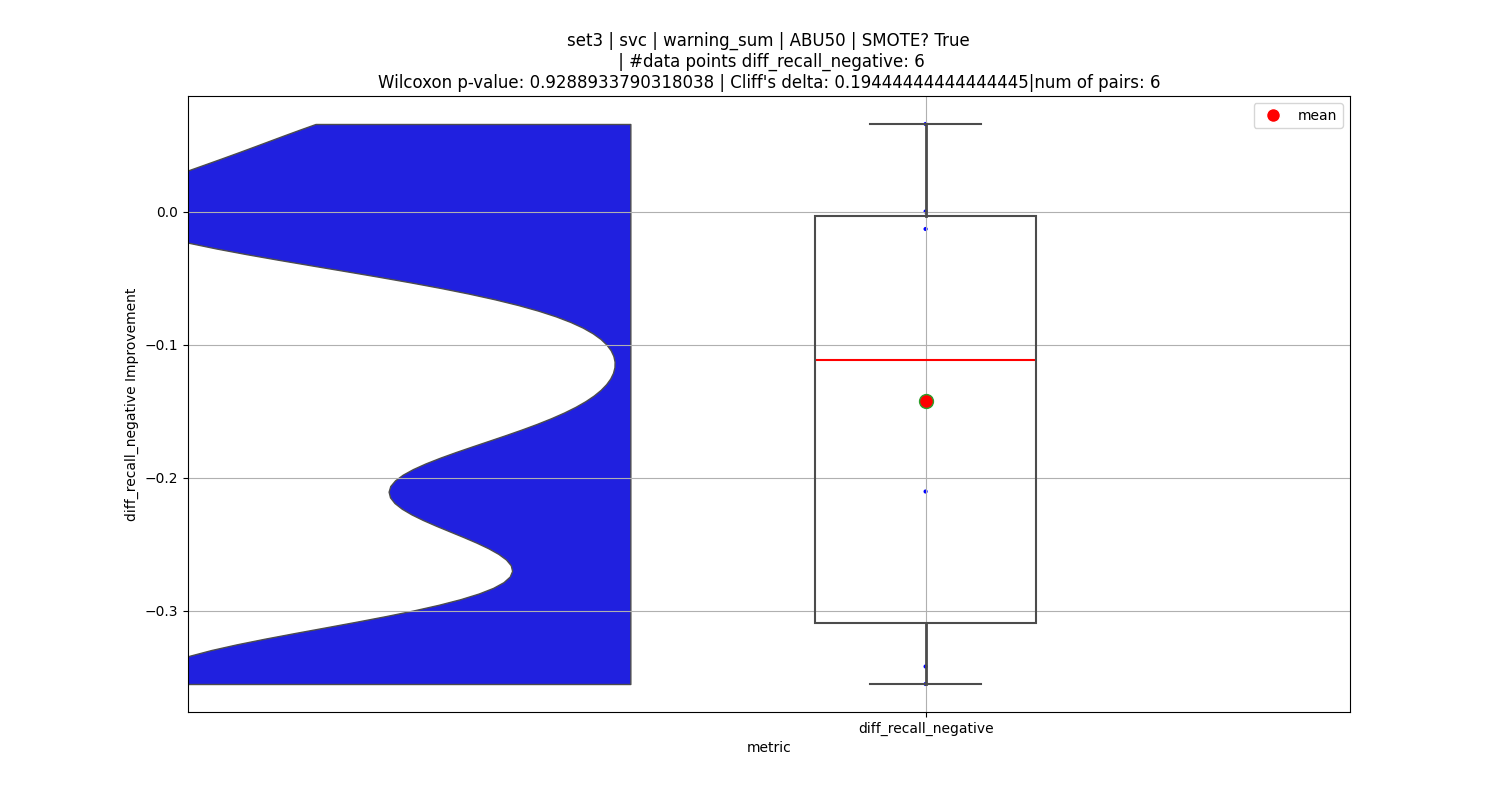 set3 | svc | warning_sum | ABU50 | SMOTE? True
| #data points diff_recall_negative: 6
Wilcoxon p-value: 0.9288933790318038 | Cliff's delta: 0.19444444444444445|num of pairs: 6
mean
0.0
−0.1
−0.2
−0.3
diff_recall_negative Improvement
diff_recall_negative
metric